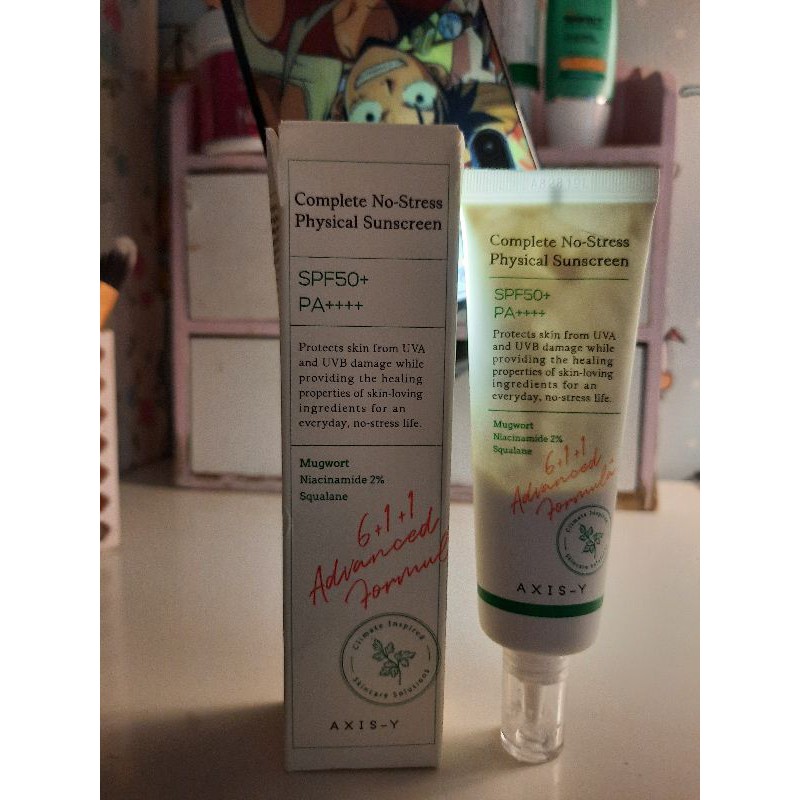 Complete No-Stress
Physical Sunscreen
SPF50+
PA++++
Protects skin from UVA
and UVB damage while
providing the healing
properties of skin-loving
ingredients for an
everyday, no-stress life.
Mugwort
Niacinamide 2%
Squalane
6+1+1
Advanced
Formul
Climate Inspired
Skincare Solutions
AXIS-Y
Complete No-Stress
Physical Sunscreen
SPF50+
PA++++
Protects skin from UVA
and UVB damage while
providing the healing
properties of skin-loving
ingredients for an
everyday, no-stress life.
Mugwort
Niacinamide 2%
Squalane
6+1+1
Advanced
Formula
Climate Inspired
Skincare Solutions
AXIS-Y